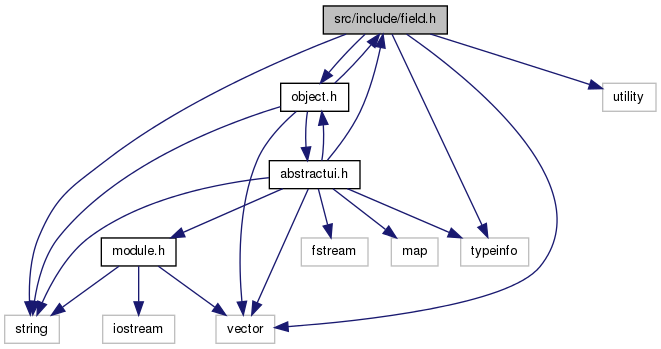 src/include/field.h
object.h
utility
abstractui.h
module.h
fstream
map
typeinfo
string
iostream
vector